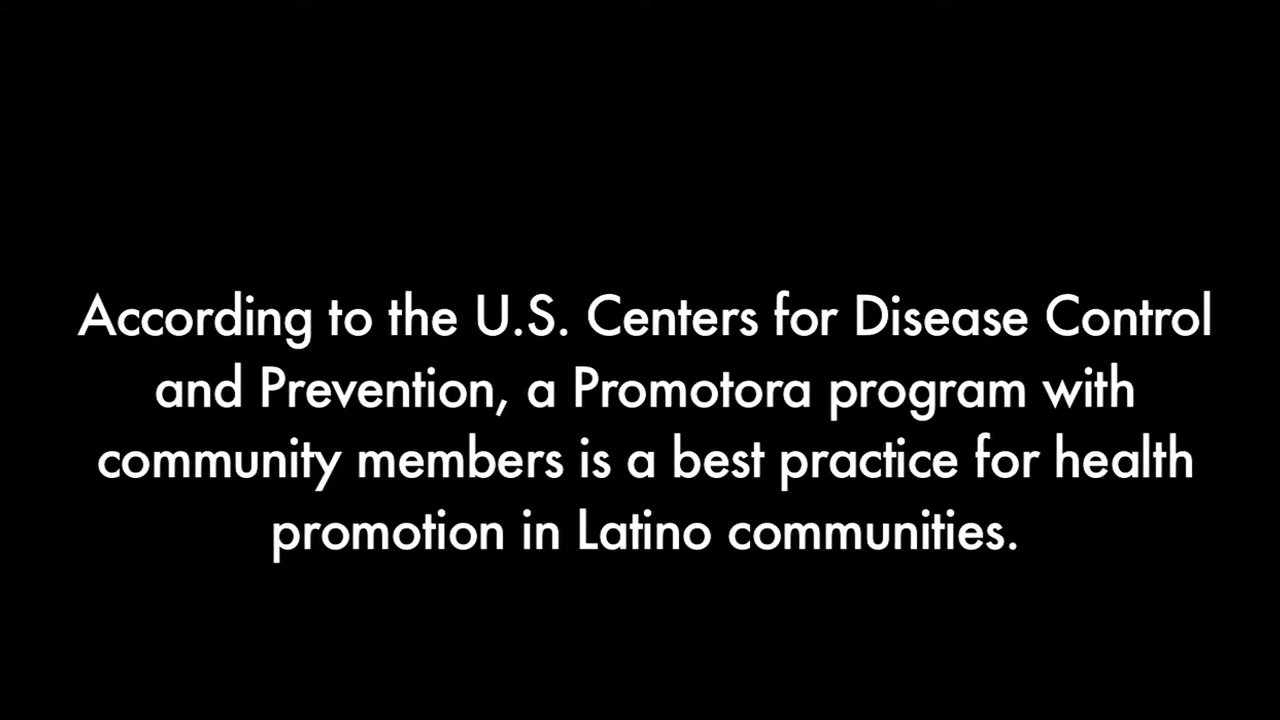 According to the U.S. Centers for Disease Control
and Prevention, a Promotora program with
community members is a best practice for health
promotion in Latino communities.